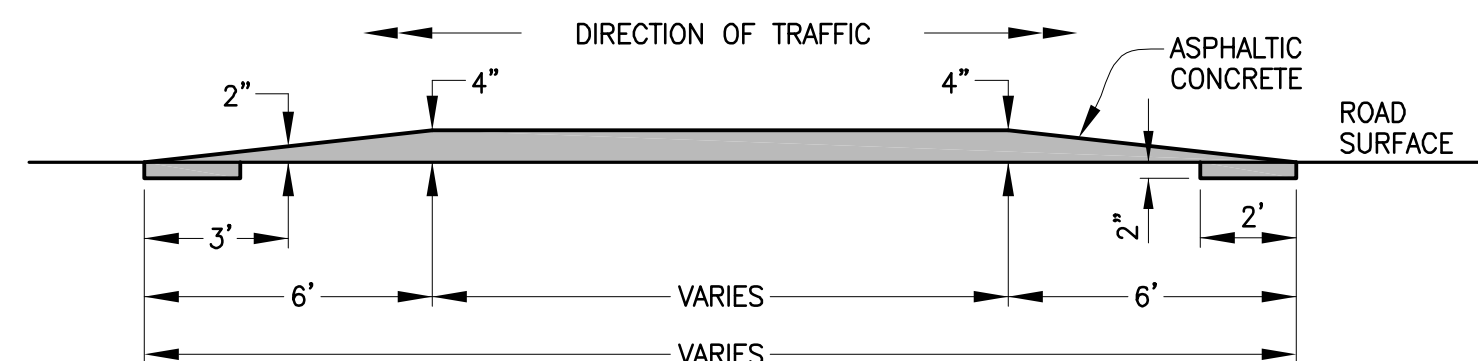 DIRECTION OF TRAFFIC
ASPHALTIC
CONCRETE
2”
4”
4”
ROAD
SURFACE
3’
2”
2’
6’
VARIES
6’
VARIES